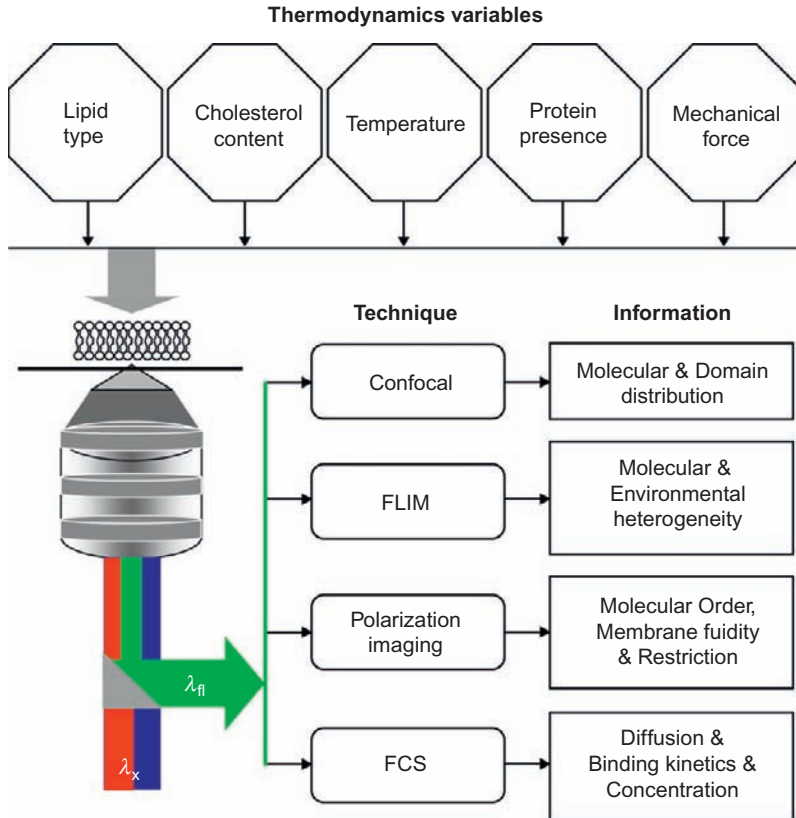 Thermodynamics variables
Lipid
type
Cholesterol
content
Temperature
Protein
presence
Mechanical
force
Technique
Information
Confocal
Molecular & Domain
distribution
FLIM
Molecular &
Environmental
heterogeneity
Polarization
imaging
Molecular Order,
Membrane fuidity
& Restriction
λfl
FCS
Diffusion &
Binding kinetics &
Concentration
λx